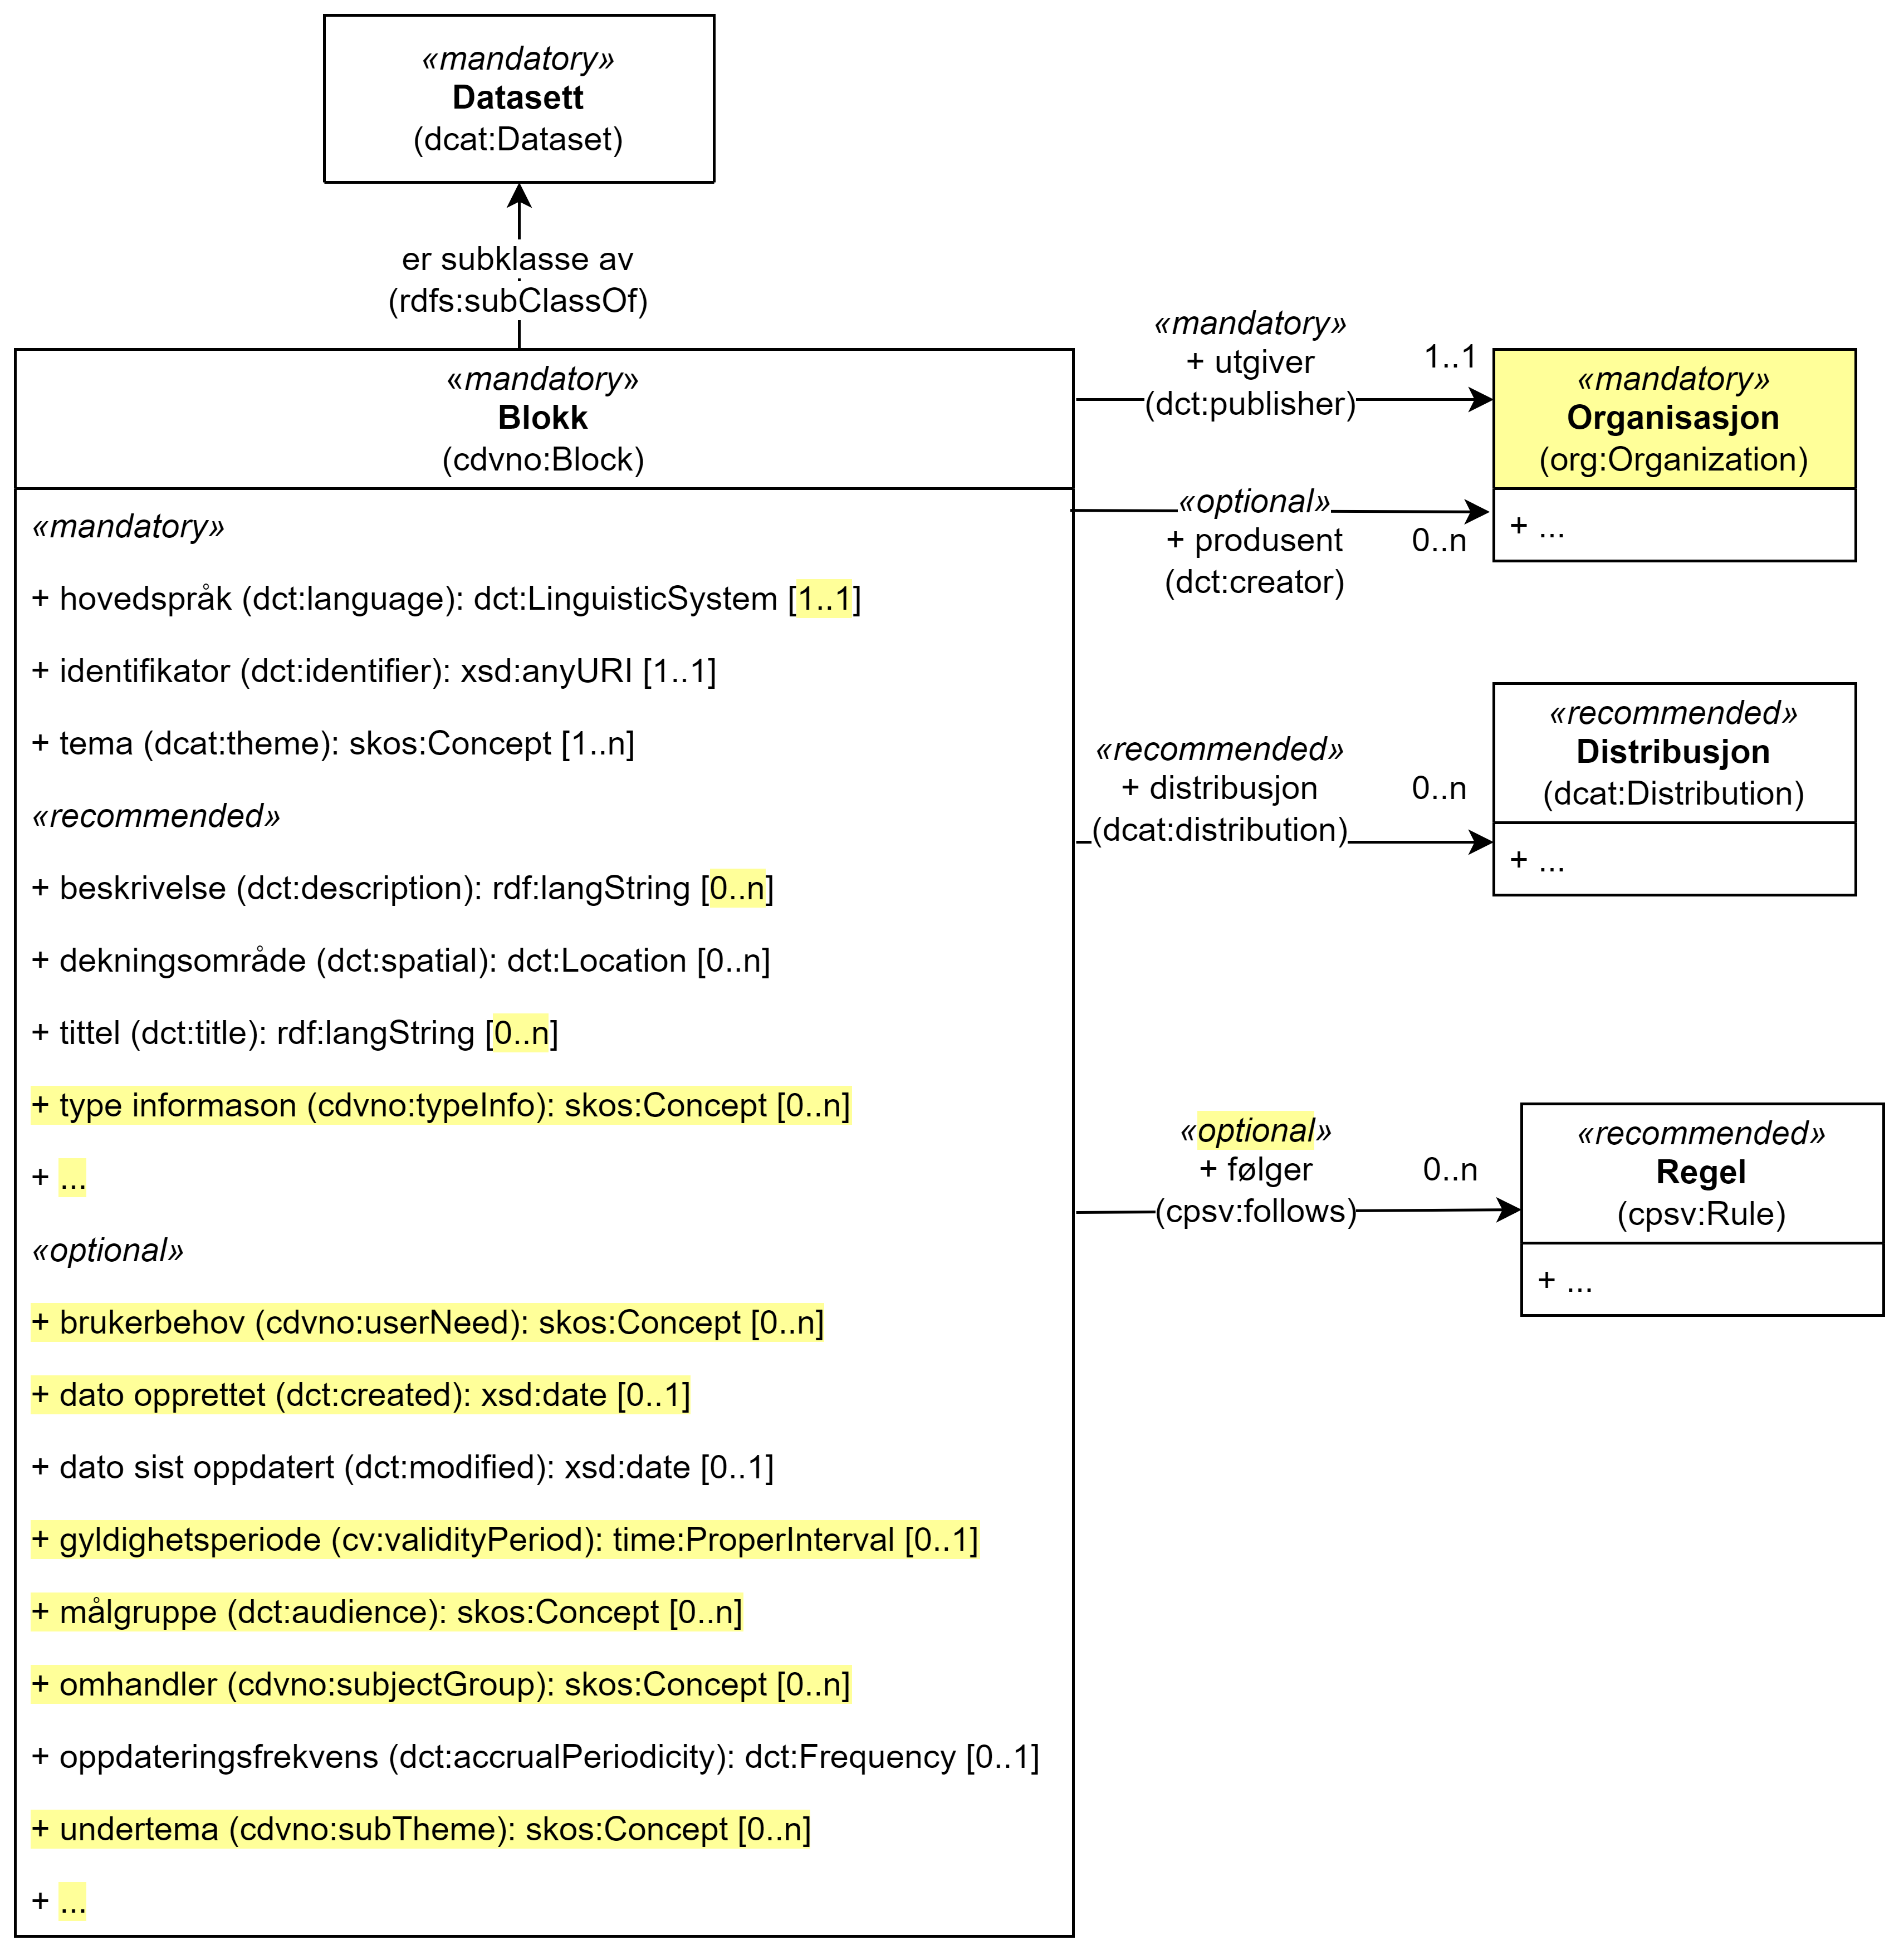 «mandatory»
Datasett
(dcat:Dataset)
er subklasse av
(rdfs:subClassOf)
«mandatory»
Blokk
(cdvno:Block)
«mandatory»
+ hovedspråk (dct:language): dct:LinguisticSystem [1..1]
+ identifikator (dct:identifier): xsd:anyURI [1..1]
+ tema (dcat:theme): skos:Concept [1..n]
«recommended»
+ beskrivelse (dct:description): rdf:langString [0..n]
+ dekningsområde (dct:spatial): dct:Location [0..n]
+ tittel (dct:title): rdf:langString [0..n]
+ type informason (cdvno:typeInfo): skos:Concept [0..n]
+ ...
«optional»
+ brukerbehov (cdvno:userNeed): skos:Concept [0..n]
+ dato opprettet (dct:created): xsd:date [0..1]
+ dato sist oppdatert (dct:modified): xsd:date [0..1]
+ gyldighetsperiode (cv:validityPeriod): time:ProperInterval [0..1]
+ målgruppe (dct:audience): skos:Concept [0..n]
+ omhandler (cdvno:subjectGroup): skos:Concept [0..n]
+ oppdateringsfrekvens (dct:accrualPeriodicity): dct:Frequency [0..1]
+ undertema (cdvno:subTheme): skos:Concept [0..n]
+ ...
«mandatory»
+ utgiver
(dct:publisher)
1..1
«mandatory»
Organisasjon
(org:Organization)
+ ...
«optional»
+ produsent
(dct:creator)
0..n
«recommended»
+ distribusjon
(dcat:distribution)
0..n
«recommended»
Distribusjon
(dcat:Distribution)
+ ...
«optional»
+ følger
(cpsv:follows)
0..n
«recommended»
Regel
(cpsv:Rule)
+ ...